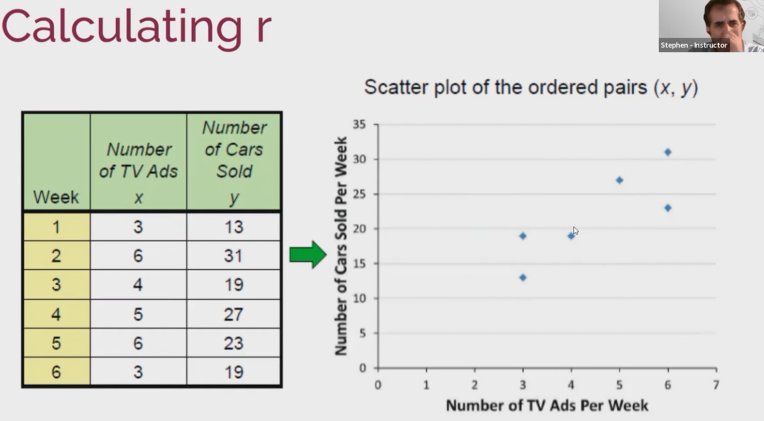 Calculating r
Stephen - Instructor
Scatter plot of the ordered pairs (x, y)
Week
Number
of TV Ads
x
Number
of Cars
Sold
y
1 3 13
2 6 31
3 4 19
4 5 27
5 6 23
6 3 19
Number of Cars Sold Per Week
35
30
25
20
15
10
5
0
0 1 2 3 4 5 6 7
Number of TV Ads Per Week